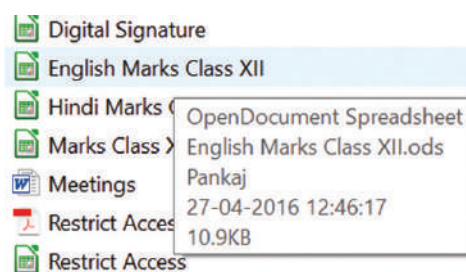 Digital Signature
English Marks Class XII
Hindi Marks
Marks Class
Meetings
Restrict Acces
Restrict Access
OpenDocument Spreadsheet
English Marks Class XII.ods
Pankaj
27-04-2016 12:46:17
10.9KB